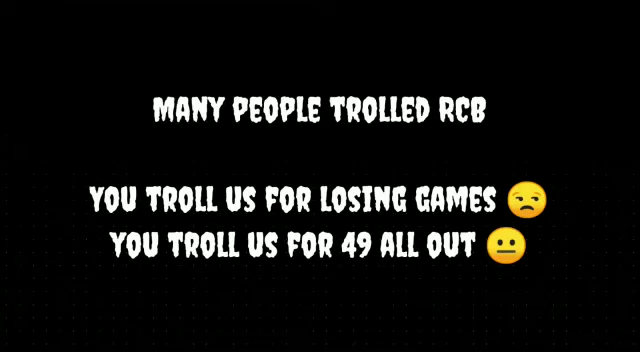 MANY PEOPLE TROLLED RCB
YOU TROLL US FOR LOSING GAMES 😒
YOU TROLL US FOR 49 ALL OUT 😐